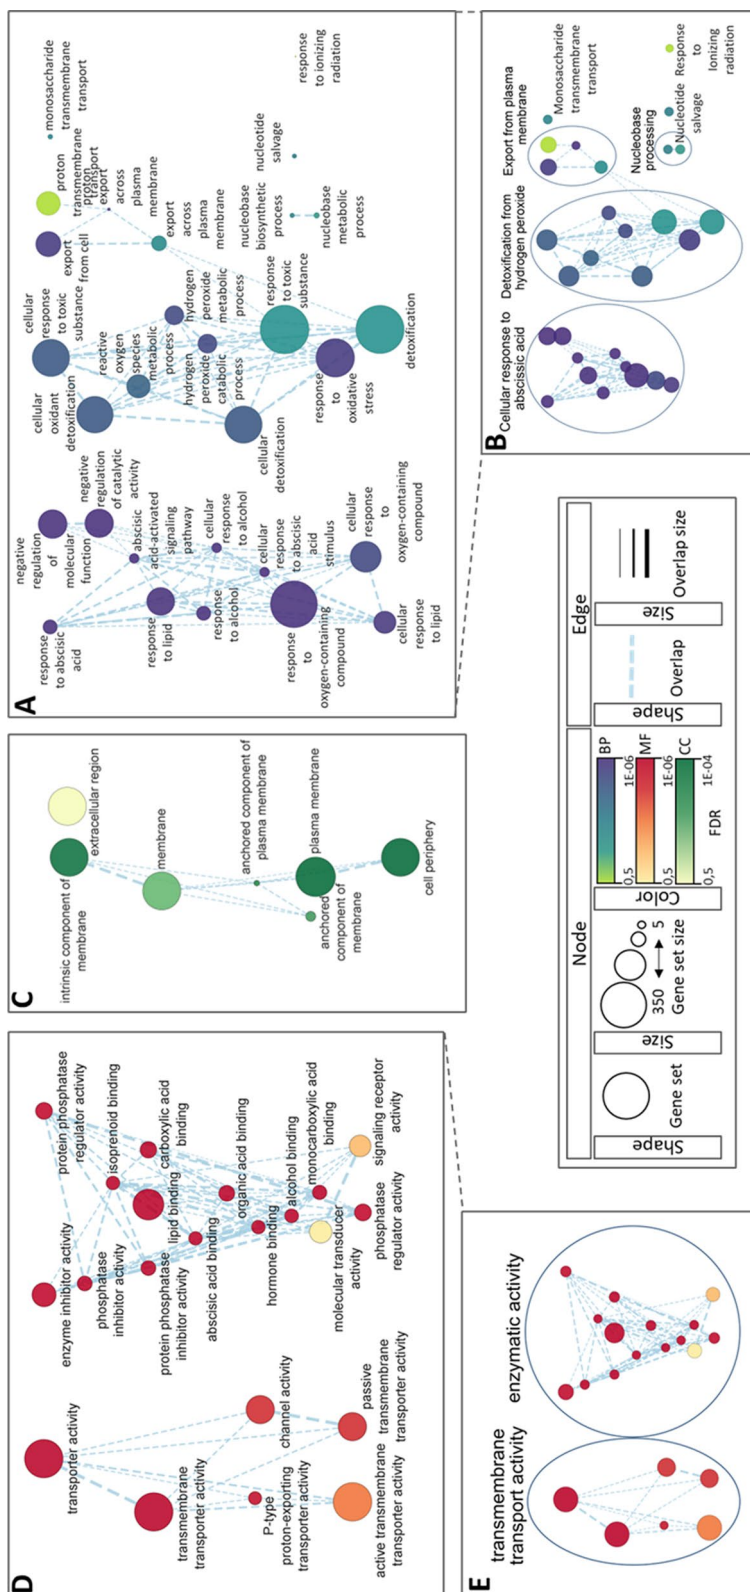 A
response
to abscisic
acid
negative
regulation
of
molecular
function
negative
regulation
of catalytic
activity
abscisic
acid-activated
signaling
pathway
response
to lipid
cellular
response
to alcohol
response
to alcohol
cellular
response
to abscisic
acid
stimulus
response
to
oxygen-containing
compound
cellular
response
to
oxygen-containing
compound
cellular
response
to lipid
cellular
oxidant
detoxification
cellular
response
to toxic
substance
reactive
oxygen
species
metabolic
process
hydrogen
peroxide
metabolic
process
hydrogen
peroxide
catabolic
process
cellular
detoxification
response
to toxic
substance
response
to
oxidative
stress
detoxification
export
from cell
proton
transmembrane
transport
proton
export
across
plasma
membrane
export
across
plasma
membrane
monosaccharide
transmembrane
transport
nucleobase
biosynthetic
process
nucleobase
metabolic
process
nucleotide
salvage
response
to ionizing
radiation
B
Cellular response to
abscissic acid
Detoxification from
hydrogen peroxide
Export from plasma
membrane
Monosaccharide
transmembrane
transport
Nucleobase
processing
Nucleotide
salvage
Response
to
Ionizing
radiation
C
intrinsic component of
membrane
extracellular region
membrane
anchored component of
plasma membrane
anchored
component of
membrane
plasma membrane
cell periphery
D
transporter activity
transmembrane
transporter activity
channel activity
P-type
proton-exporting
transporter activity
passive
transmembrane
transporter activity
active transmembrane
transporter activity
enzyme inhibitor activity
protein phosphatase
regulator activity
phosphatase
inhibitor activity
isoprenoid binding
carboxylic acid
binding
lipid binding
protein phosphatase
inhibitor activity
organic acid binding
abscisic acid binding
hormone binding
alcohol binding
monocarboxylic acid
binding
molecular transducer
activity
signaling receptor
activity
phosphatase
regulator activity
E
transmembrane
transport activity
enzymatic activity
Node
Edge
Shape
Gene set
Size
350
5
Gene set size
Color
0,5
1E-06
BP
0,5
1E-06
MF
0,5
1E-04
CC
FDR
Shape
Overlap
Size
Overlap size